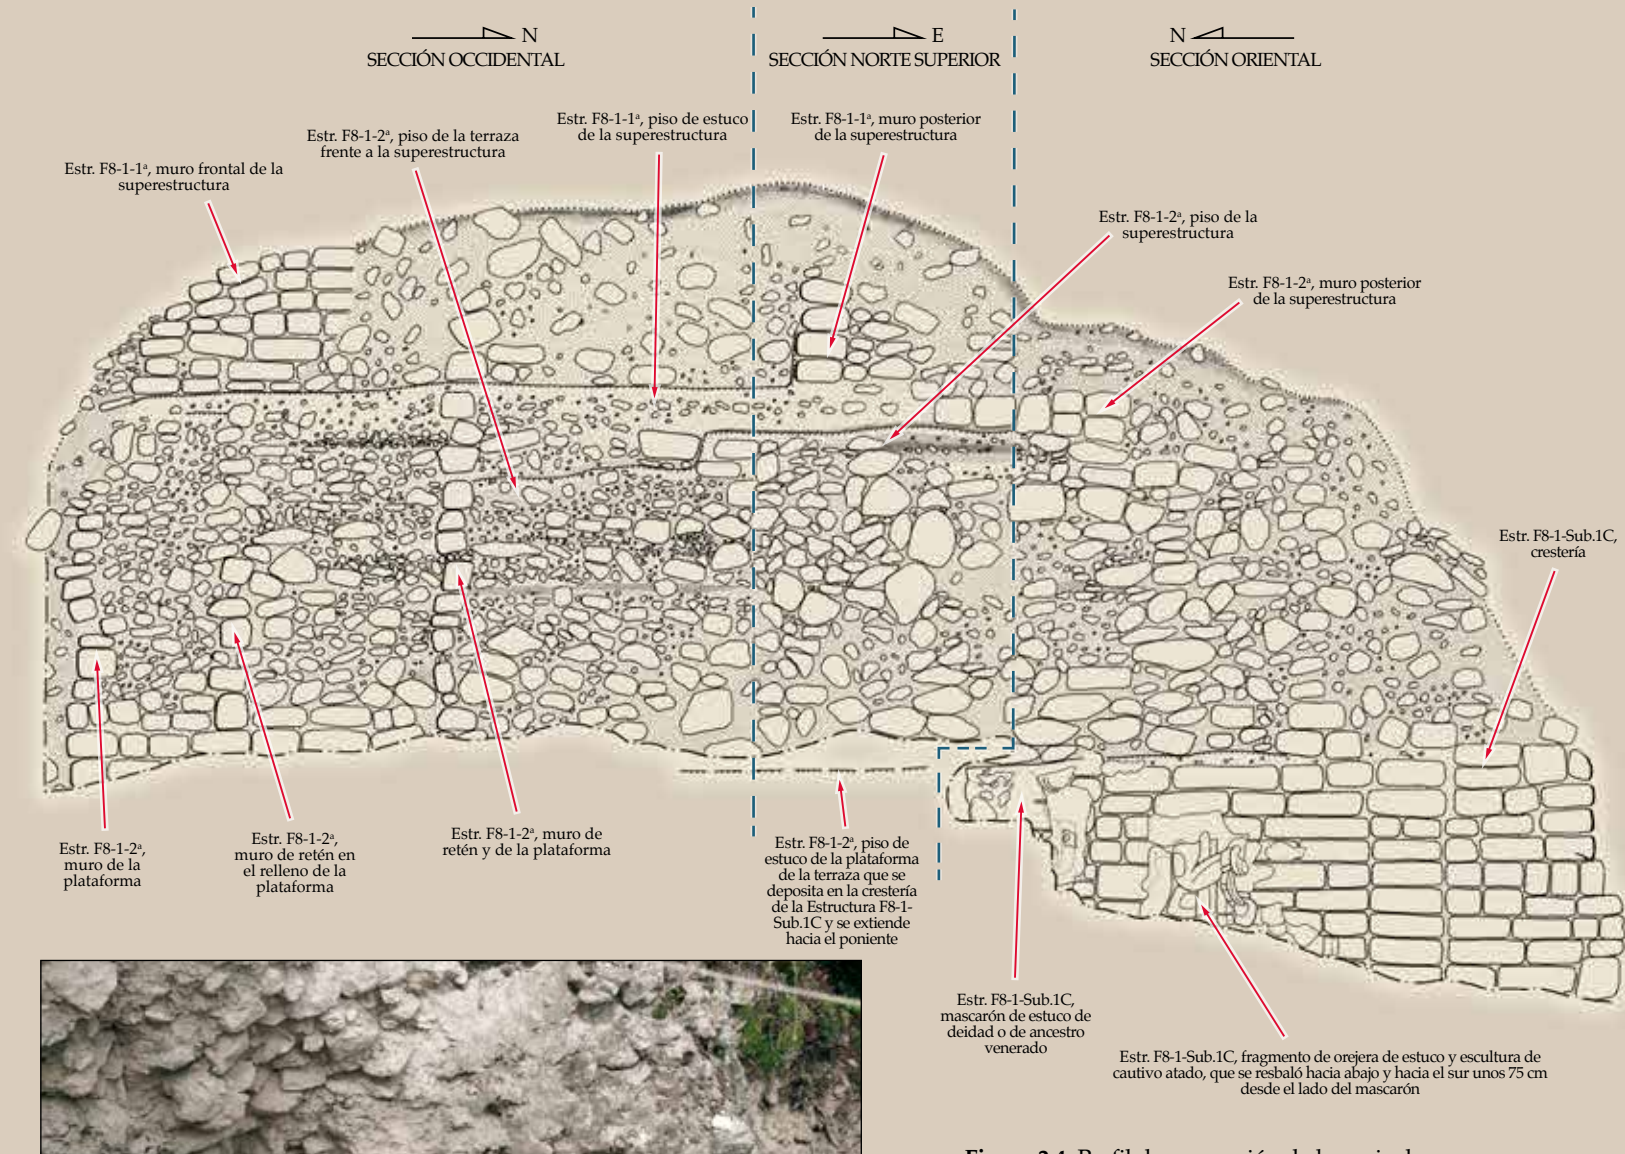 N
SECCIÓN OCCIDENTAL
E
SECCIÓN NORTE SUPERIOR
N
SECCIÓN ORIENTAL
Estr. F8-1-1ª, muro frontal de la
superestructura
Estr. F8-1-2ª, piso de la terraza
frente a la superestructura
Estr. F8-1-1ª, piso de estuco
de la superestructura
Estr. F8-1-1ª, muro posterior
de la superestructura
Estr. F8-1-2ª, piso de la
superestructura
Estr. F8-1-2ª, muro posterior
de la superestructura
Estr. F8-1-Sub.1C,
crestería
Estr. F8-1-2ª,
muro de la
plataforma
Estr. F8-1-2ª,
muro de retén en
el relleno de la
plataforma
Estr. F8-1-2ª, muro de
retén y de la plataforma
Estr. F8-1-2ª, piso de
estuco de la plataforma
de la terraza que se
deposita en la crestería
de la Estructura F8-1-
Sub.1C y se extiende
hacia el poniente
Estr. F8-1-Sub.1C,
mascarón de estuco de
deidad o de ancestro
venerado
Estr. F8-1-Sub.1C, fragmento de orejera de estuco y escultura de
cautivo atado, que se resbaló hacia abajo y hacia el sur unos 75 cm
desde el lado del mascarón